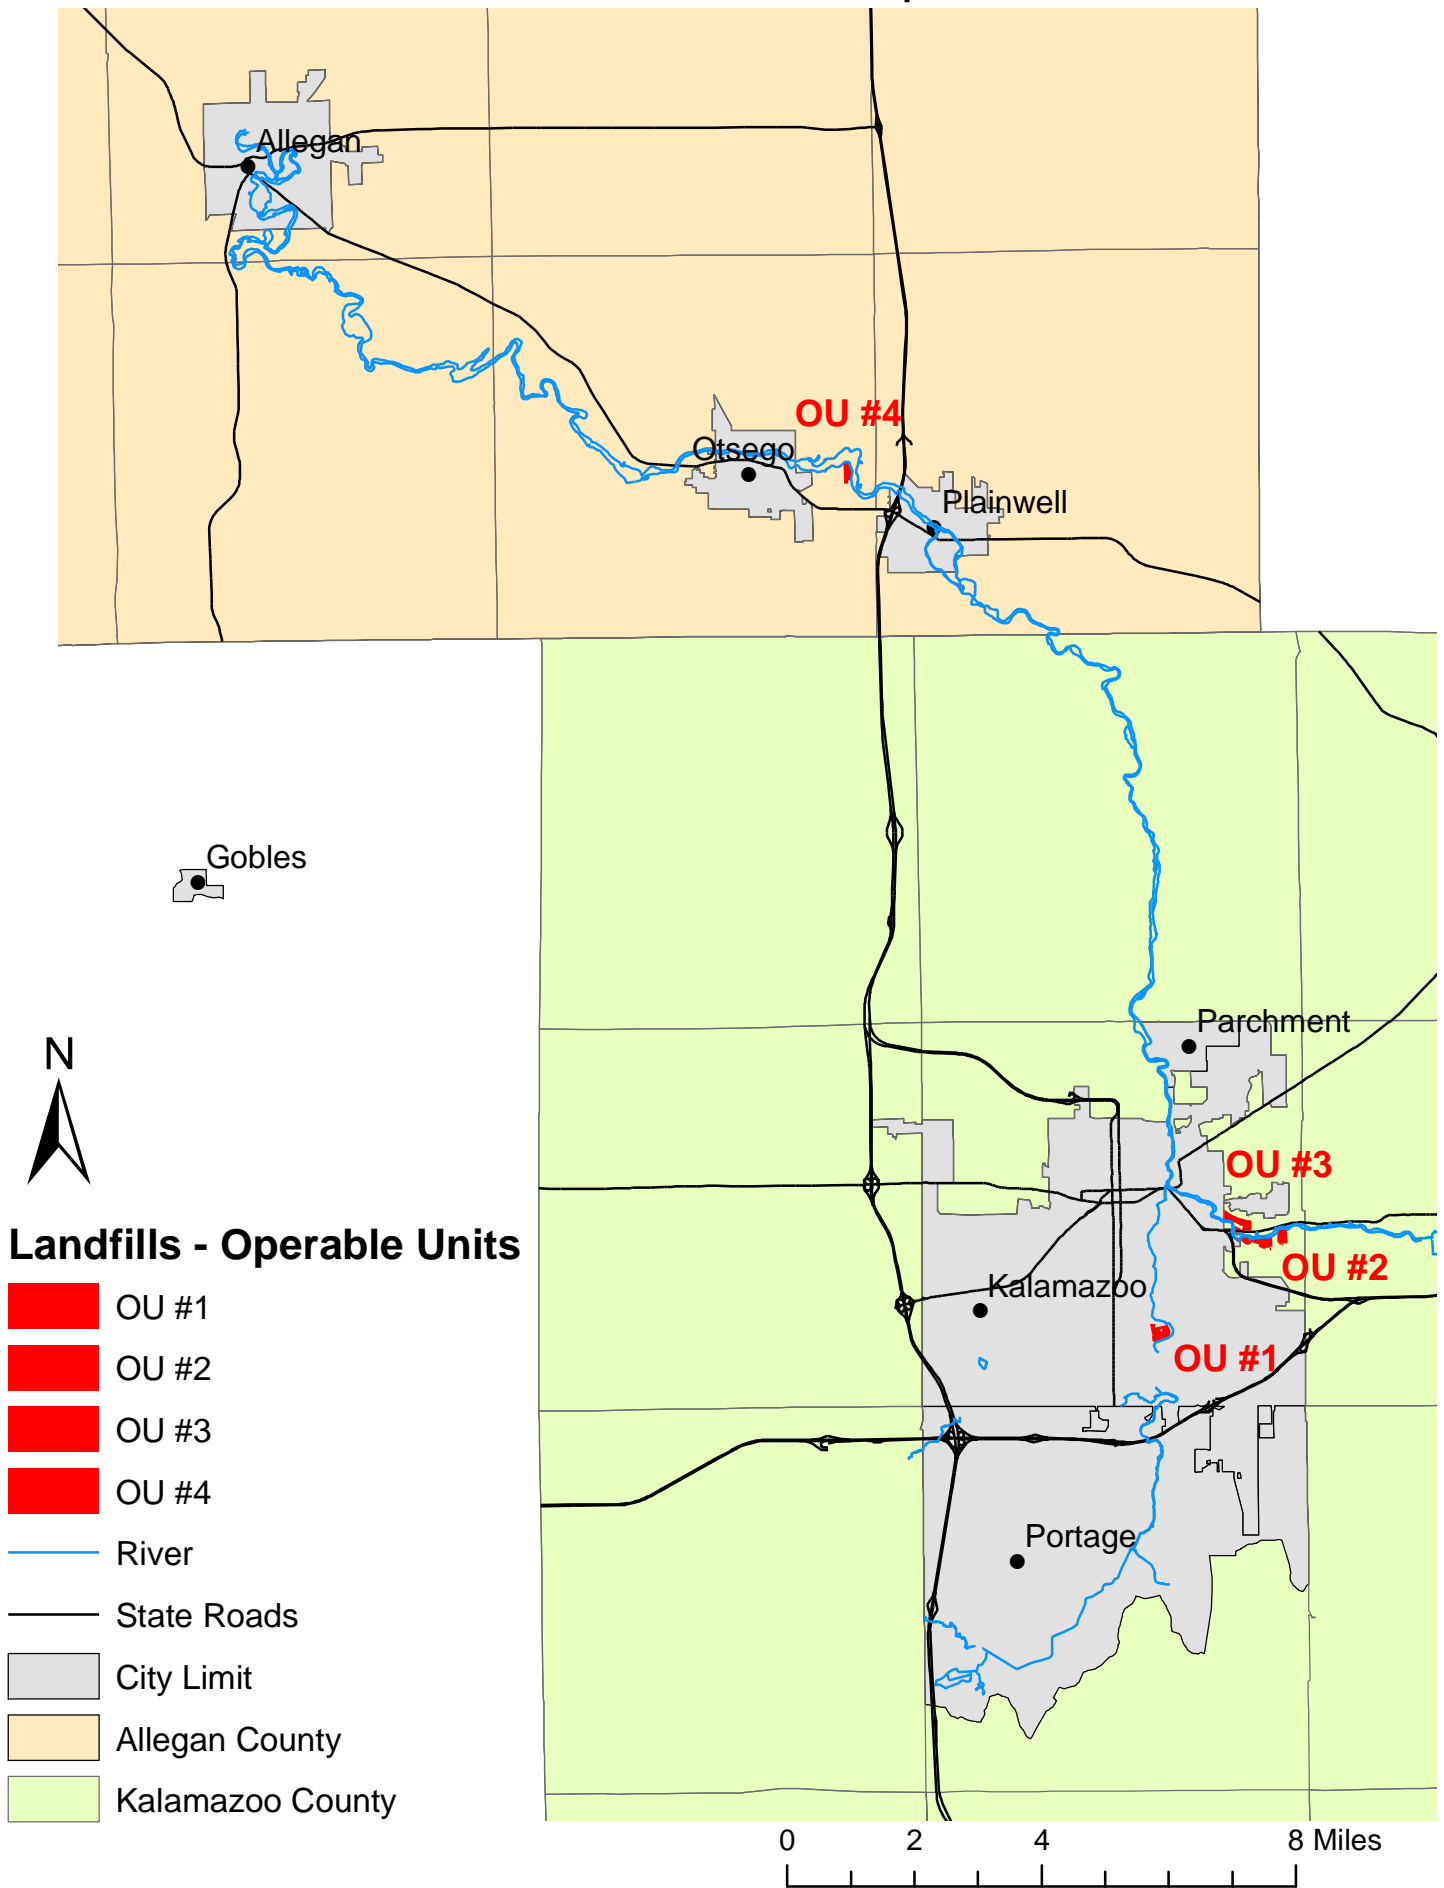 Allegan
OU #4
Otsego
Plainwell
Gobles
Parchment
N
OU #3
Landfills - Operable Units
OU #2
OU #1
Kalamazoo
OU #1
OU #2
OU #3
OU #4
River
Portage
State Roads
City Limit
Allegan County
Kalamazoo County
0 2 4 8 Miles